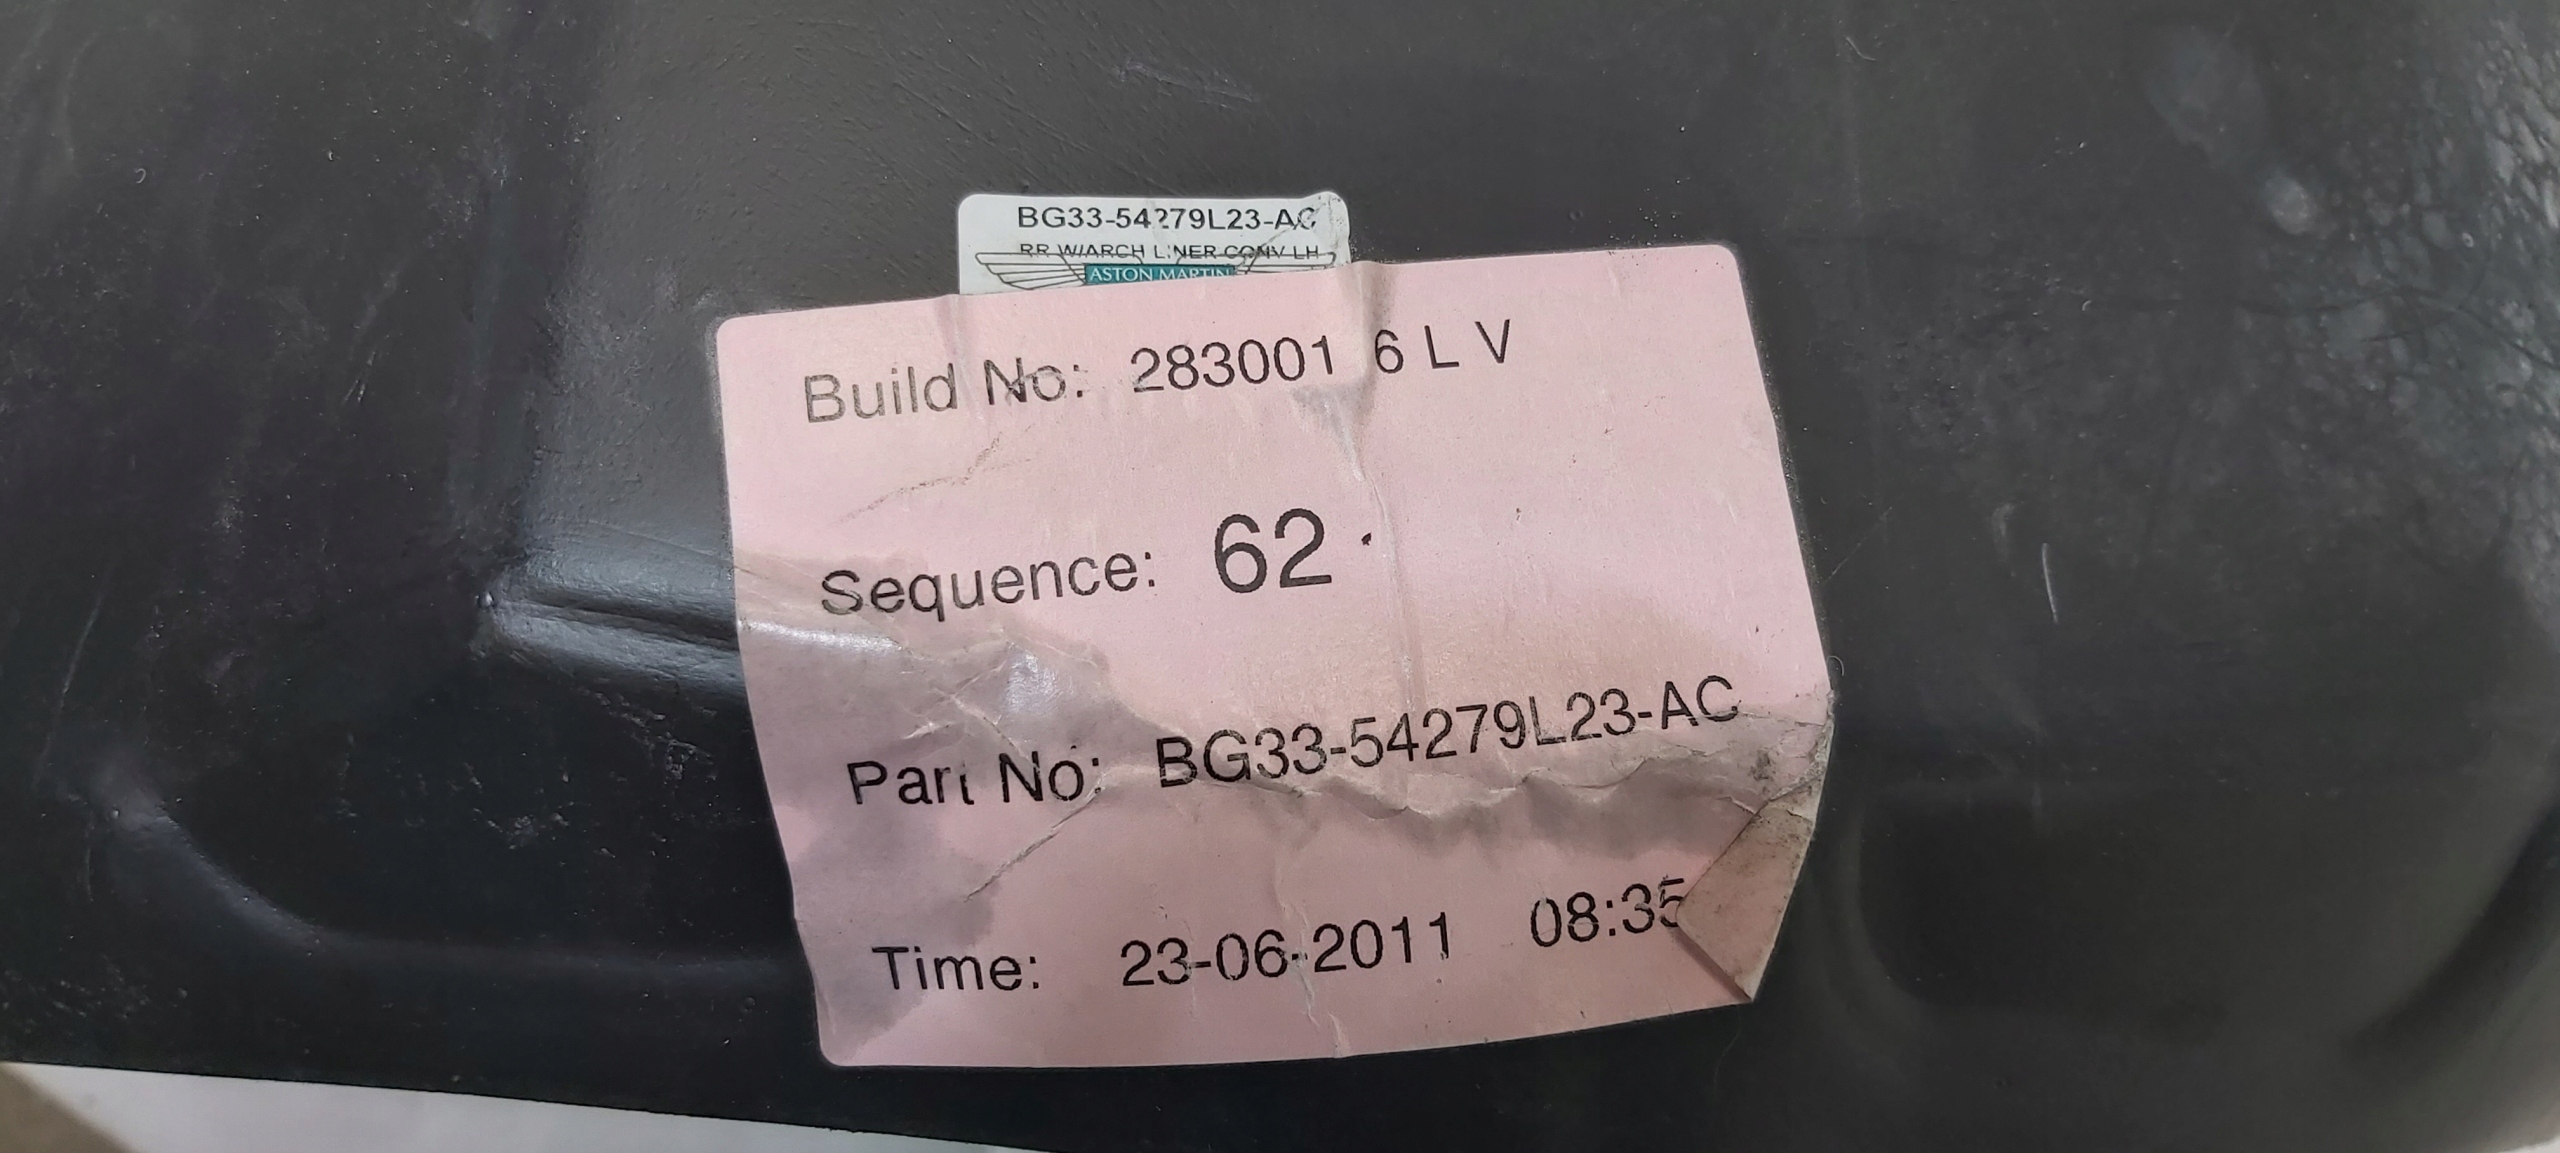 BG33-54279L23-AC
RR W/ARCH LINER CONV LH
ASTON MARTIN
Build No: 283001 6 L V
Sequence: 62
Part No: BG33-54279L23-AC
Time: 23-06-2011 08:35